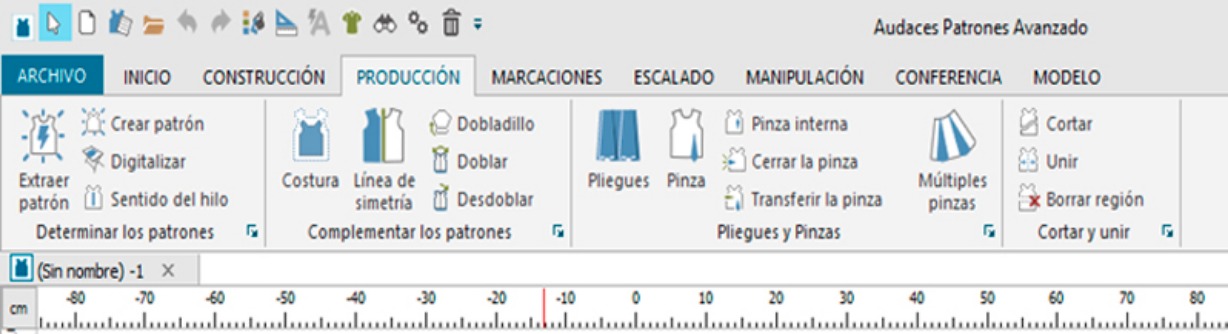 Audaces Patrones Avanzado
ARCHIVO INICIO CONSTRUCCIÓN PRODUCCIÓN MARCACIONES ESCALADO MANIPULACIÓN CONFERENCIA MODELO
Extraer patrón
Crear patrón
Digitalizar
Sentido del hilo
Determinar los patrones
Costura
Línea de simetría
Dobladillo
Doblar
Desdoblar
Complementar los patrones
Pliegues
Pinza
Pinza interna
Cerrar la pinza
Transferir la pinza
Múltiples pinzas
Pliegues y Pinzas
Cortar
Unir
Borrar región
Cortar y unir
(Sin nombre) -1
cm -80 -70 -60 -50 -40 -30 -20 -10 0 10 20 30 40 50 60 70 80